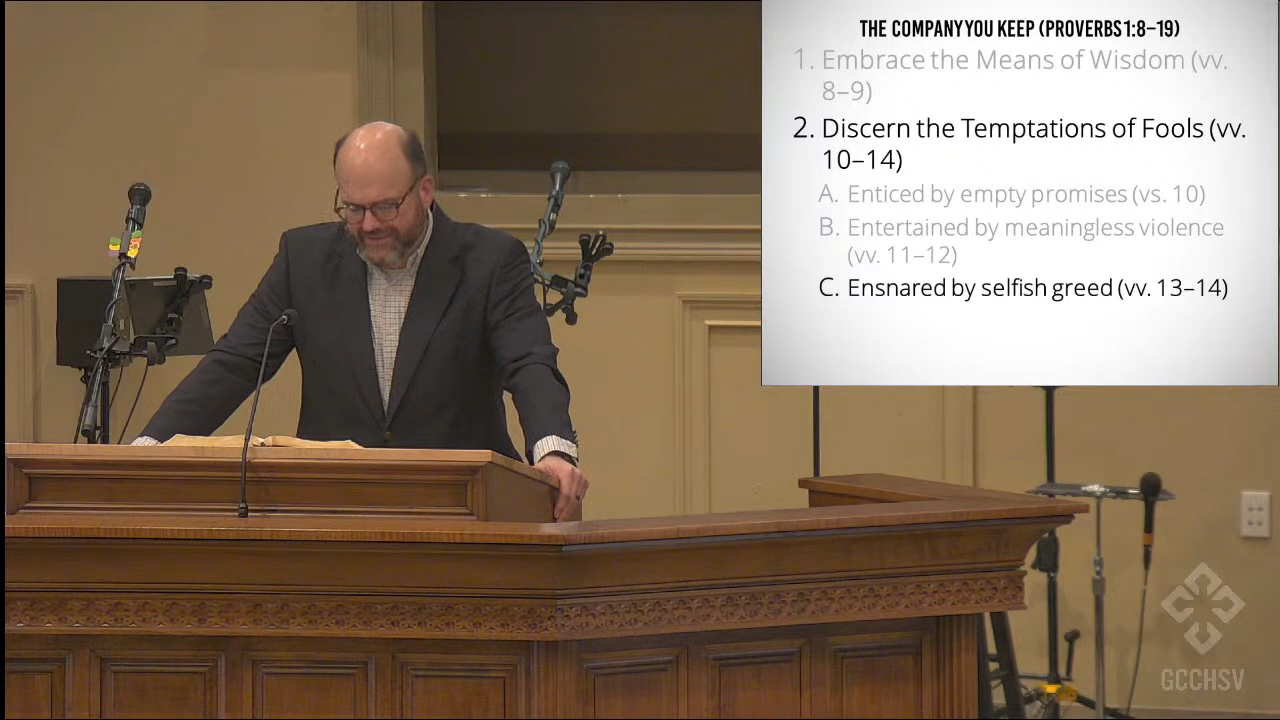 THE COMPANY YOU KEEP (PROVERBS 1:8–19)
1. Embrace the Means of Wisdom (vv.
8–9)
2. Discern the Temptations of Fools (vv.
10–14)
A. Enticed by empty promises (vs. 10)
B. Entertained by meaningless violence
(vv. 11–12)
C. Ensnared by selfish greed (vv. 13–14)
GCCHSV